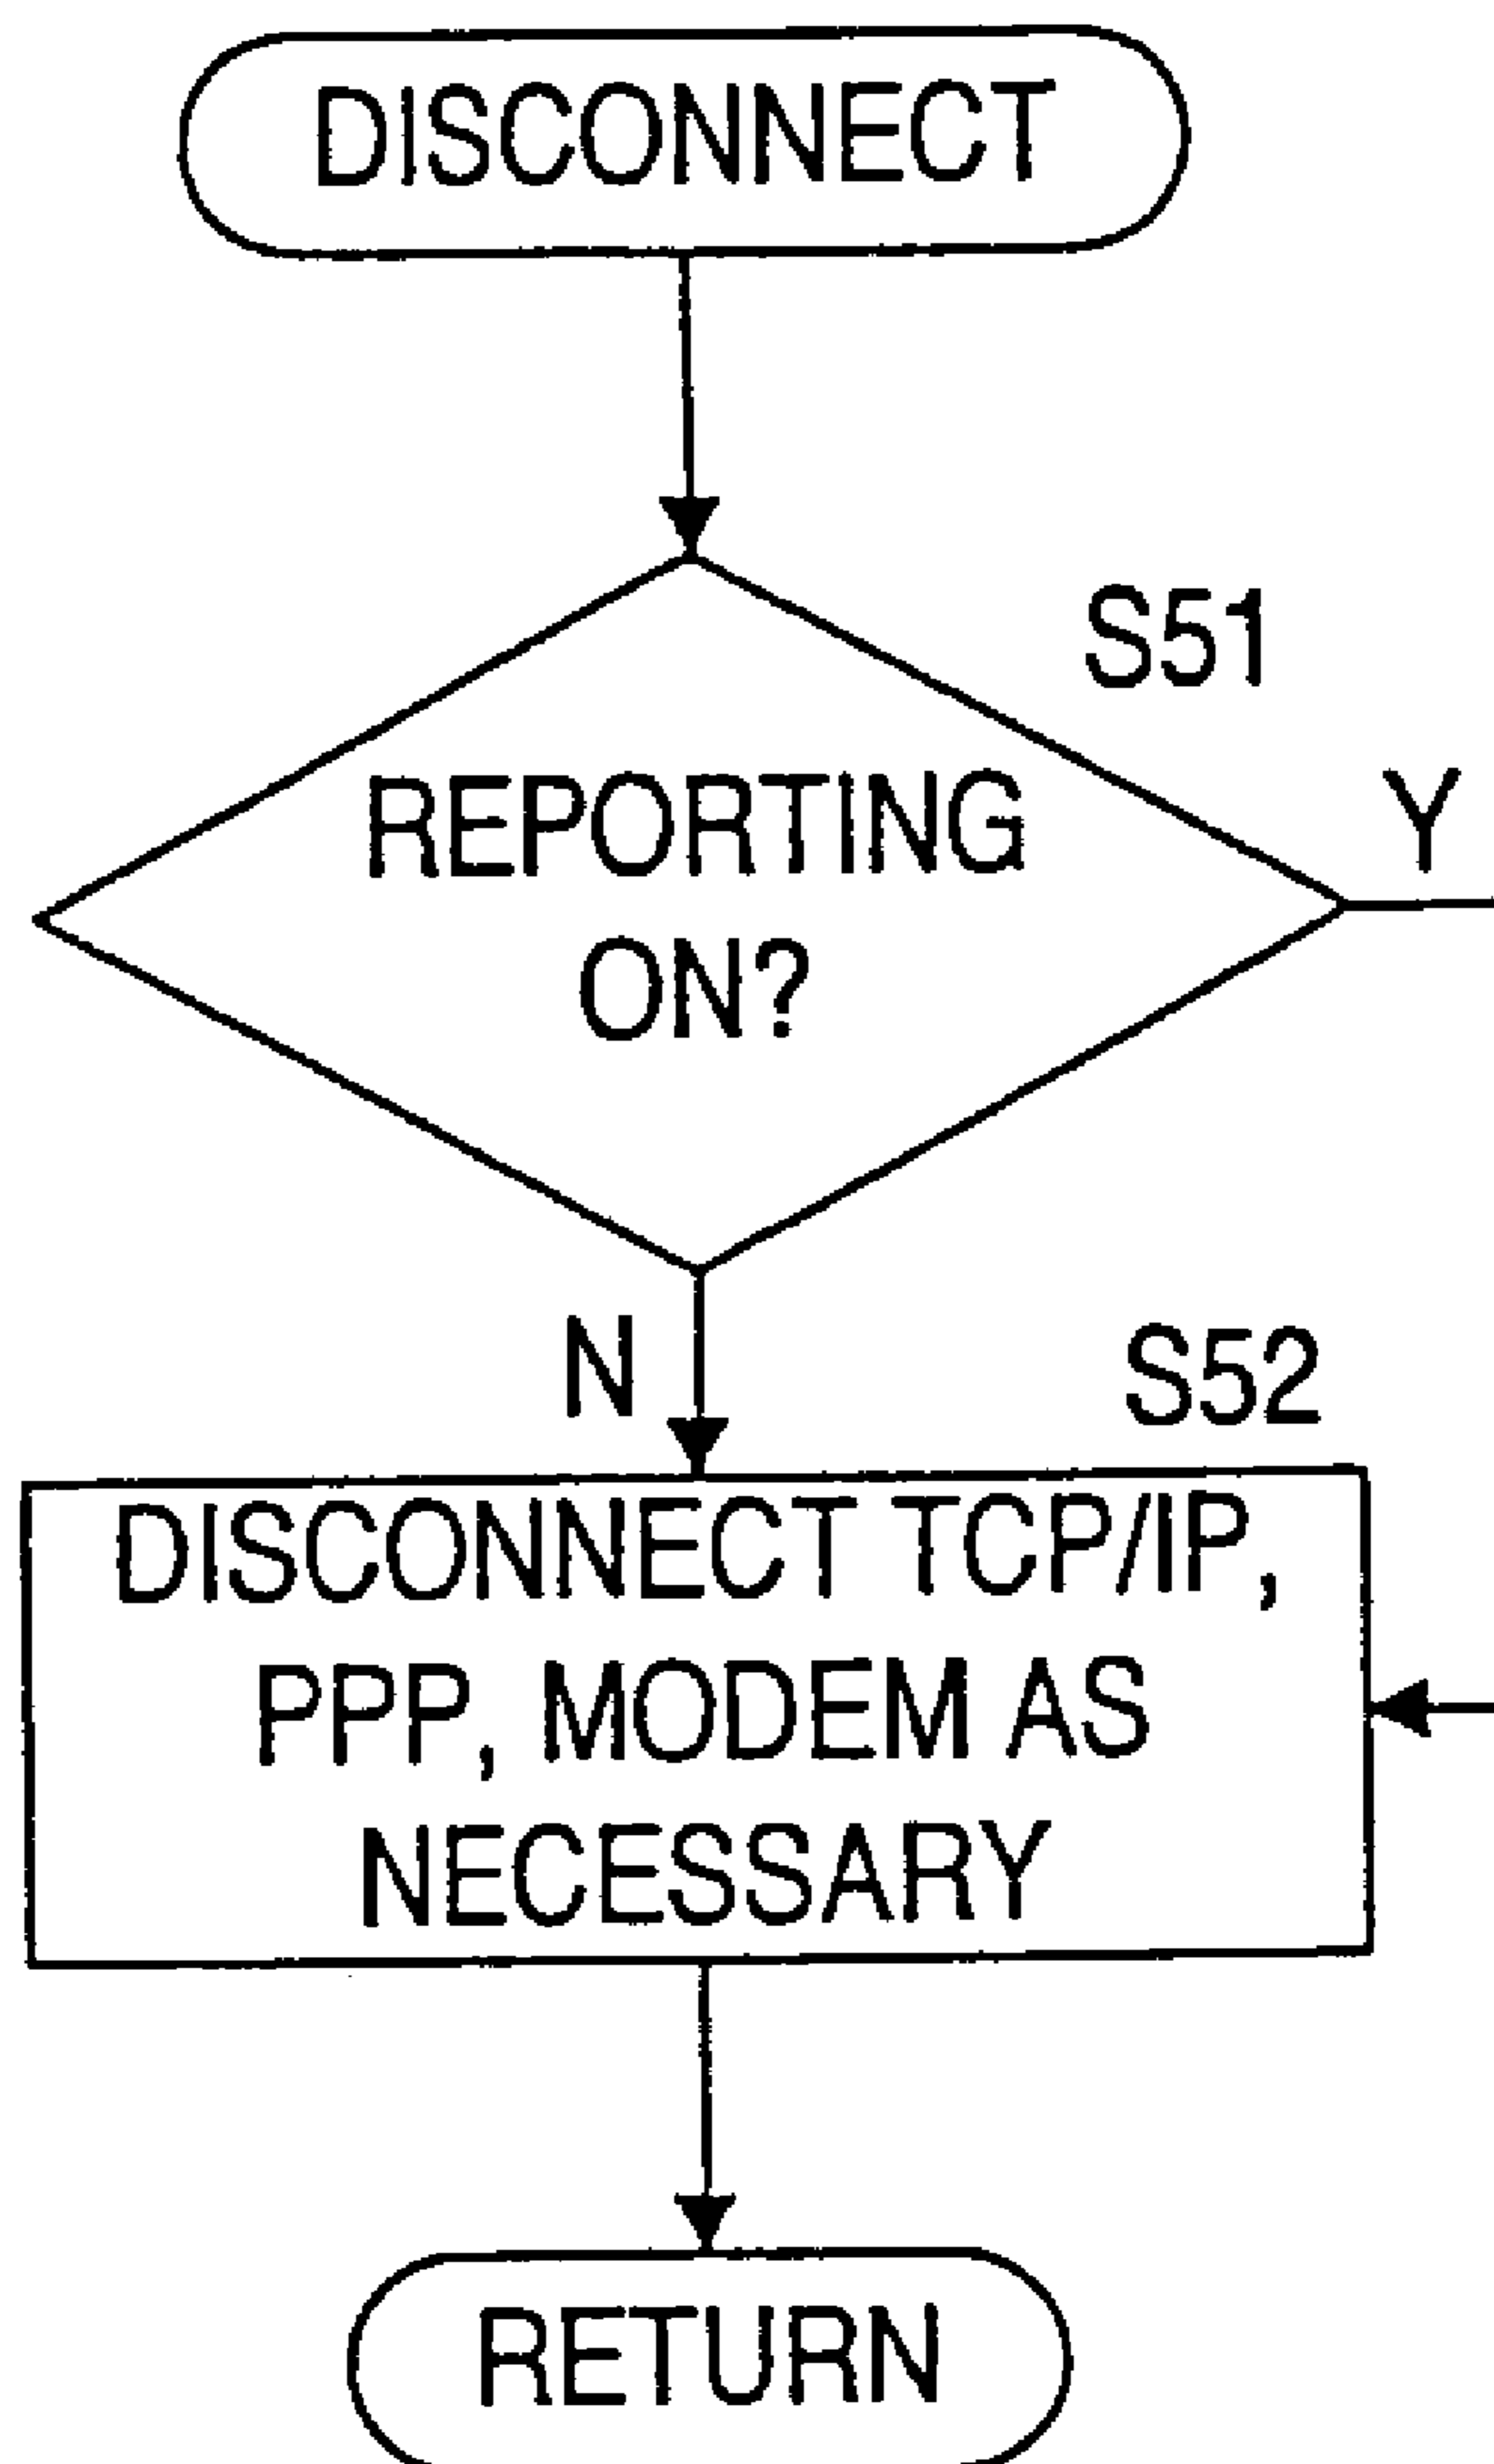 DISCONNECT
S51
REPORTING
ON?
Y
N
S52
DISCONNECT TCP/IP,
PPP, MODEM AS
NECESSARY
RETURN